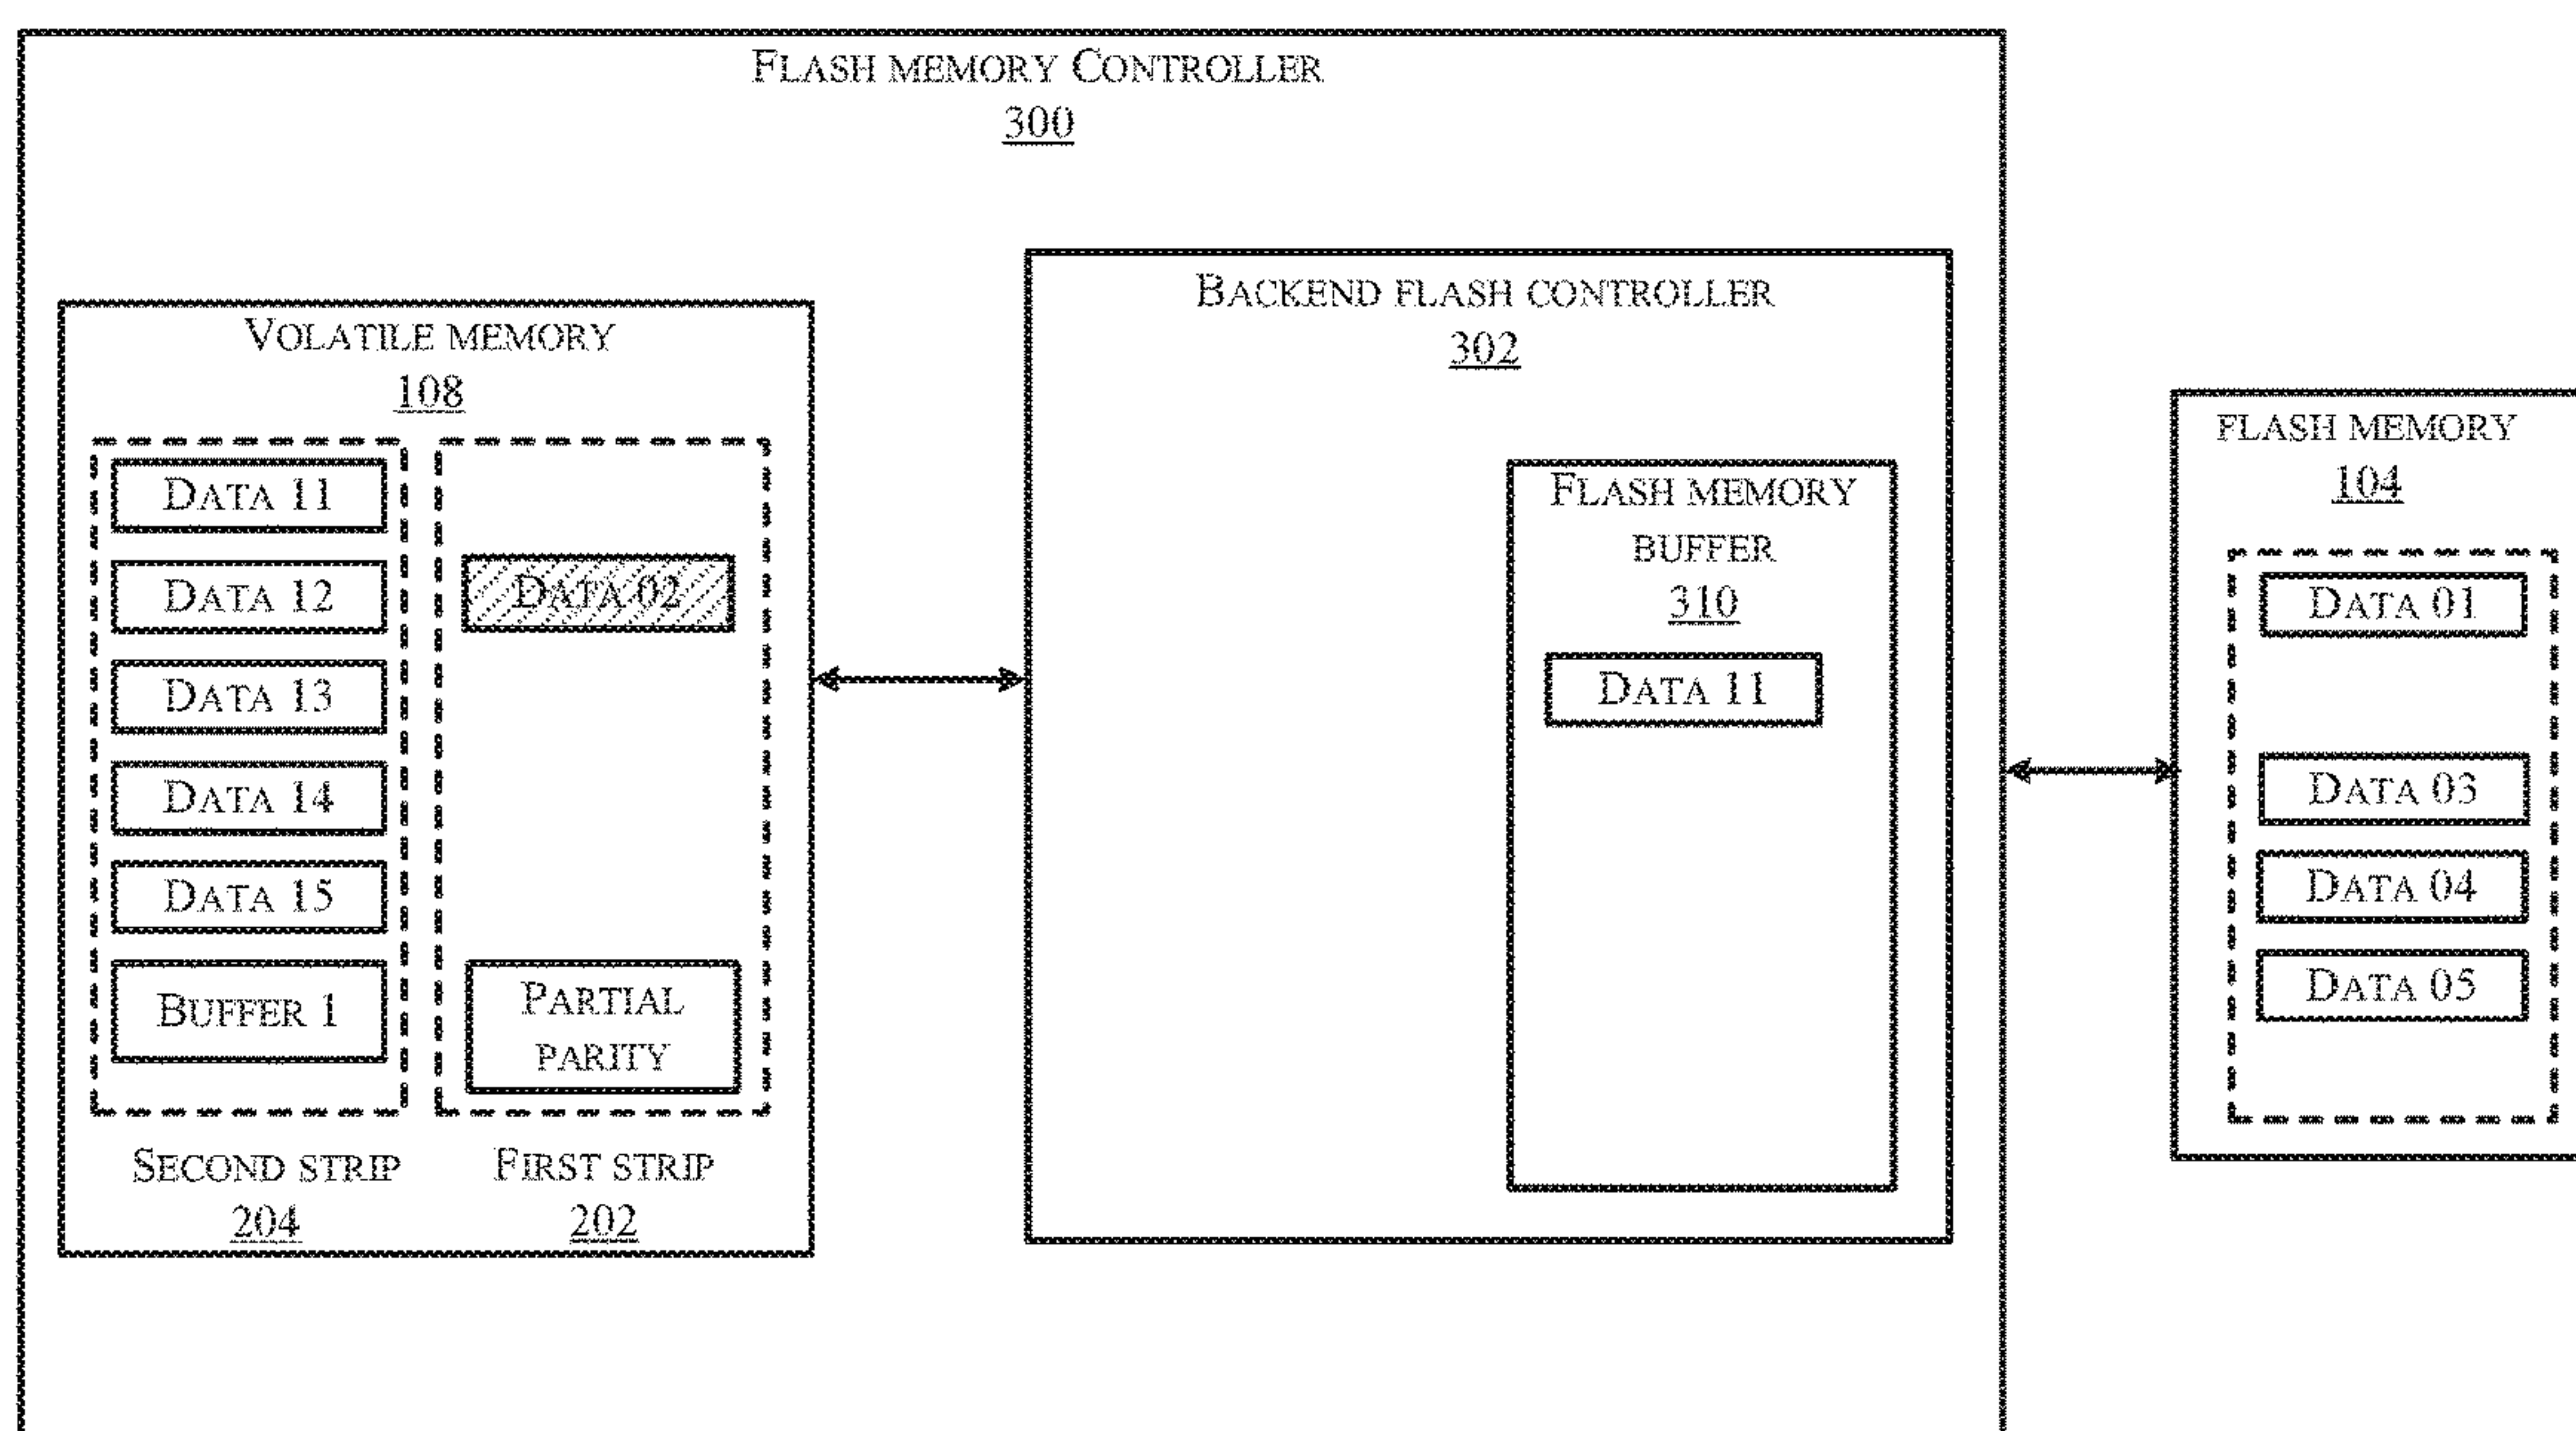 FLASH MEMORY CONTROLLER
300
VOLATILE MEMORY
108
DATA 11
DATA 12
DATA 13
DATA 14
DATA 15
BUFFER 1
SECOND STRIP
204
DATA 02
PARTIAL
PARITY
FIRST STRIP
202
BACKEND FLASH CONTROLLER
302
FLASH MEMORY
BUFFER
310
DATA 11
FLASH MEMORY
104
DATA 01
DATA 03
DATA 04
DATA 05